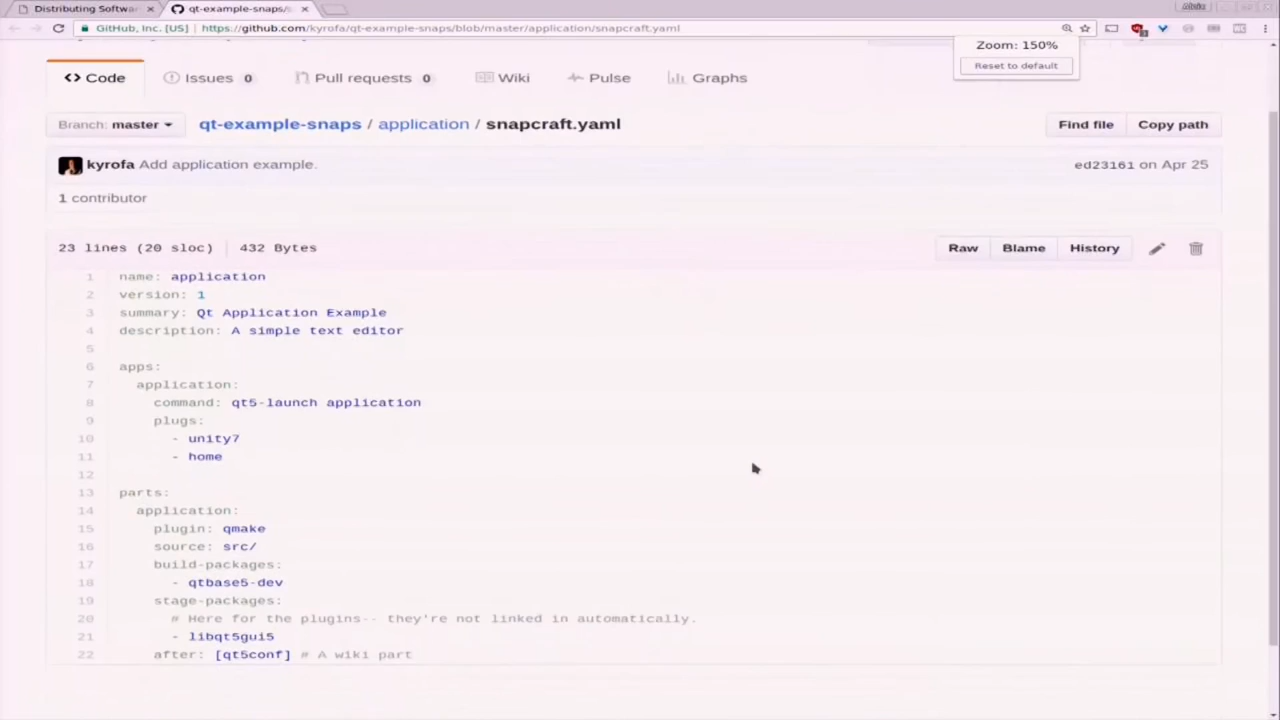 Distributing Softwar ×
qt-example-snaps/s ×
Alvis
GitHub, Inc. [US] | https://github.com/kyrofa/qt-example-snaps/blob/master/application/snapcraft.yaml
Zoom: 150%
Reset to default
<> Code Issues 0 Pull requests 0 Wiki Pulse Graphs
Branch: master qt-example-snaps / application / snapcraft.yaml Find file Copy path
kyrofa Add application example. ed23161 on Apr 25
1 contributor
23 lines (20 sloc) | 432 Bytes Raw Blame History
1 name: application
2 version: 1
3 summary: Qt Application Example
4 description: A simple text editor
5
6 apps:
7 application:
8 command: qt5-launch application
9 plugs:
10 - unity7
11 - home
12
13 parts:
14 application:
15 plugin: qmake
16 source: src/
17 build-packages:
18 - qtbase5-dev
19 stage-packages:
20 # Here for the plugins-- they're not linked in automatically.
21 - libqt5gui5
22 after: [qt5conf] # A wiki part